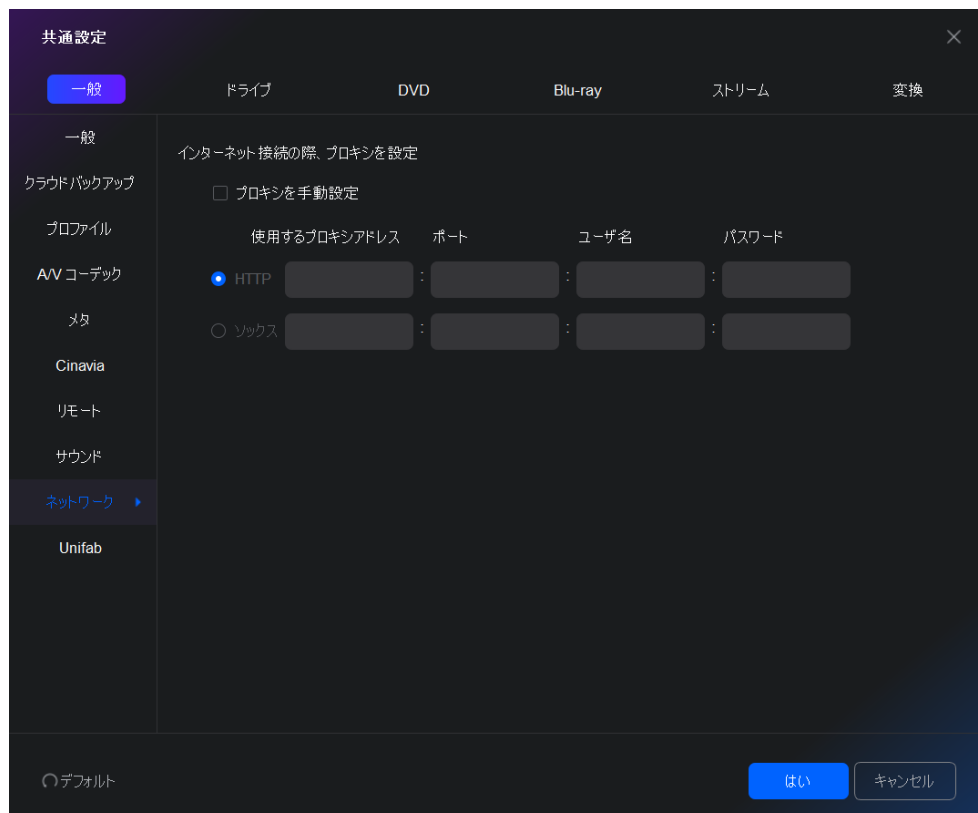 共通設定
一般 ドライブ DVD Blu-ray ストリーム 変換
一般
クラウドバックアップ
プロファイル
A/V コーデック
メタ
Cinavia
リモート
サウンド
ネットワーク
Unifab
インターネット接続の際、プロキシを設定
プロキシを手動設定
使用するプロキシアドレス ポート ユーザ名 パスワード
HTTP : : :
ソックス : : :
デフォルト はい キャンセル